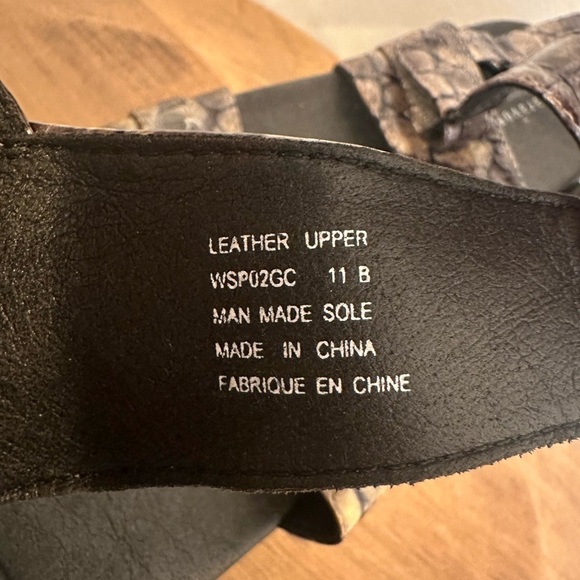 LEATHER UPPER
WSP02GC 11 B
MAN MADE SOLE
MADE IN CHINA
FABRIQUE EN CHINE